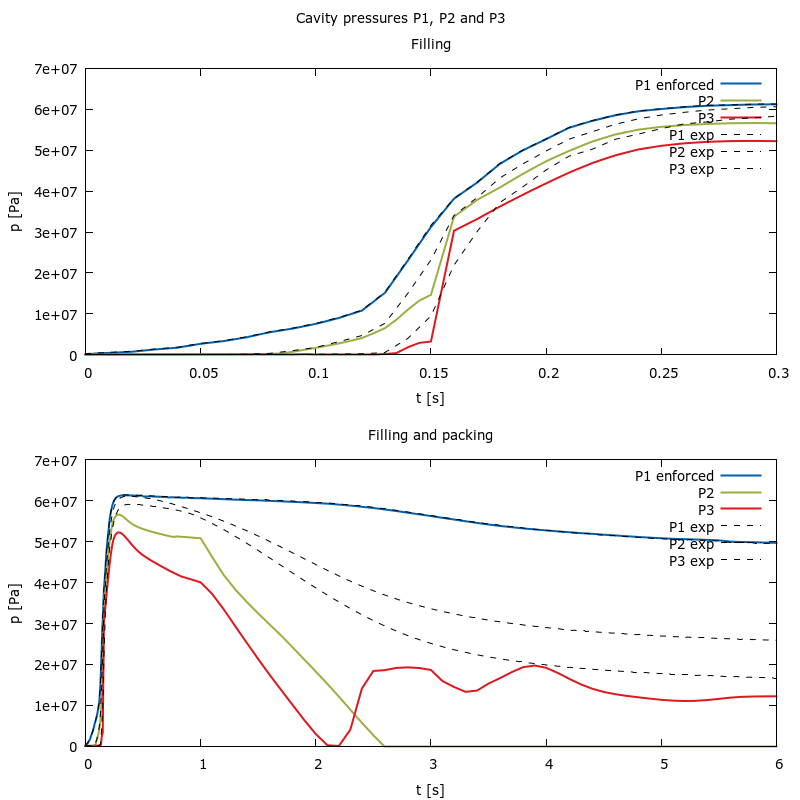 Cavity pressures P1, P2 and P3
Filling
7e+07
6e+07
5e+07
4e+07
3e+07
2e+07
1e+07
0
p [Pa]
P1 enforced
P2
P3
P1 exp
P2 exp
P3 exp
0 0.05 0.1 0.15 0.2 0.25 0.3
t [s]
Filling and packing
7e+07
6e+07
5e+07
4e+07
3e+07
2e+07
1e+07
0
p [Pa]
P1 enforced
P2
P3
P1 exp
P2 exp
P3 exp
0 1 2 3 4 5 6
t [s]